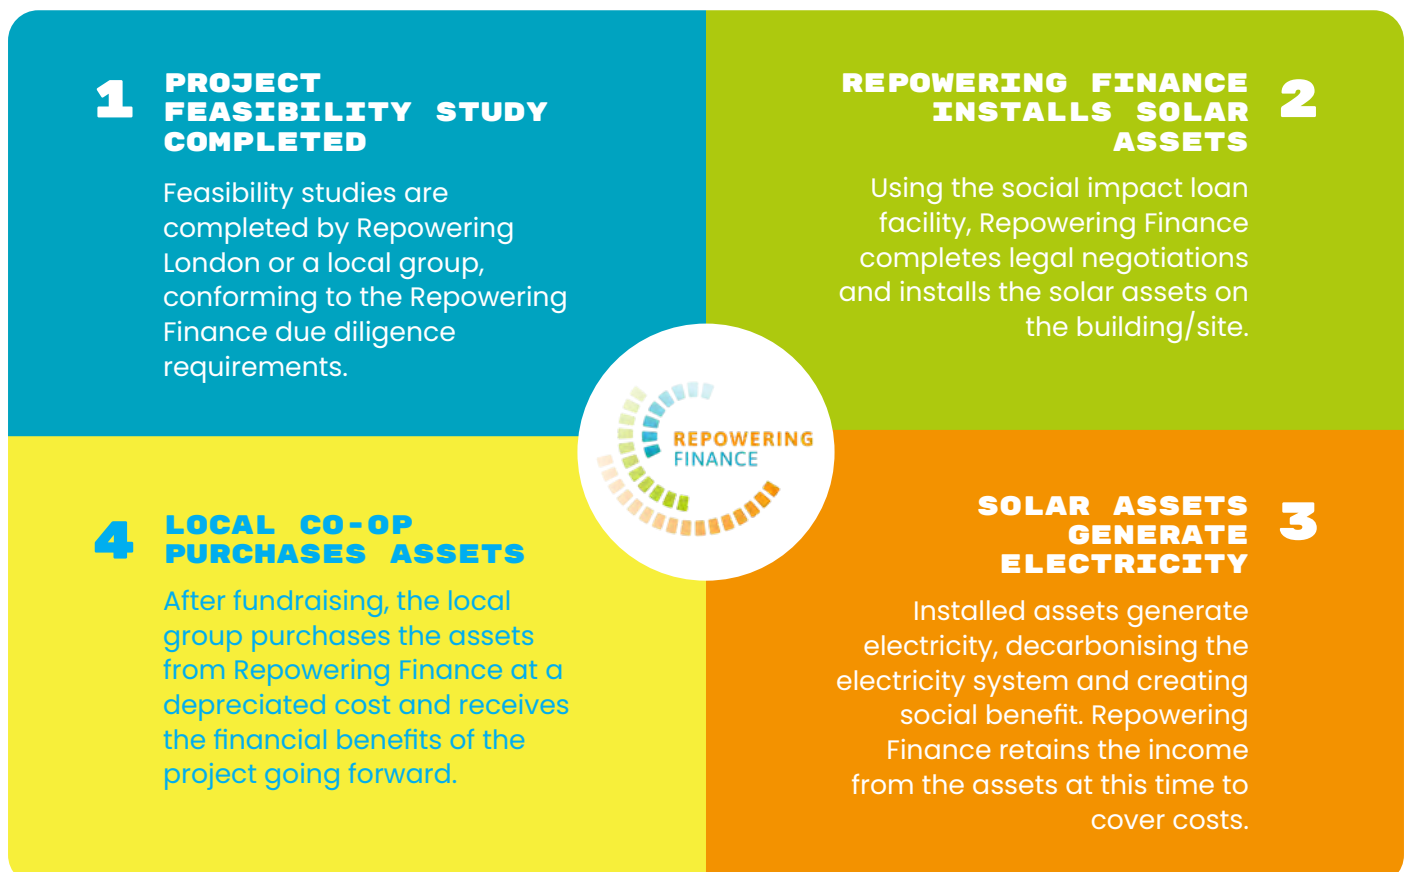 1
PROJECT
FEASIBILITY STUDY
COMPLETED
Feasibility studies are
completed by Repowering
London or a local group,
conforming to the Repowering
Finance due diligence
requirements.
REPOWERING FINANCE
INSTALLS SOLAR
ASSETS
2
Using the social impact loan
facility, Repowering Finance
completes legal negotiations
and installs the solar assets on
the building/site.
REPOWERING
FINANCE
SOLAR ASSETS
GENERATE
ELECTRICITY
3
Installed assets generate
electricity, decarbonising the
electricity system and creating
social benefit. Repowering
Finance retains the income
from the assets at this time to
cover costs.
4
LOCAL CO-OP
PURCHASES ASSETS
After fundraising, the local
group purchases the assets
from Repowering Finance at a
depreciated cost and receives
the financial benefits of the
project going forward.